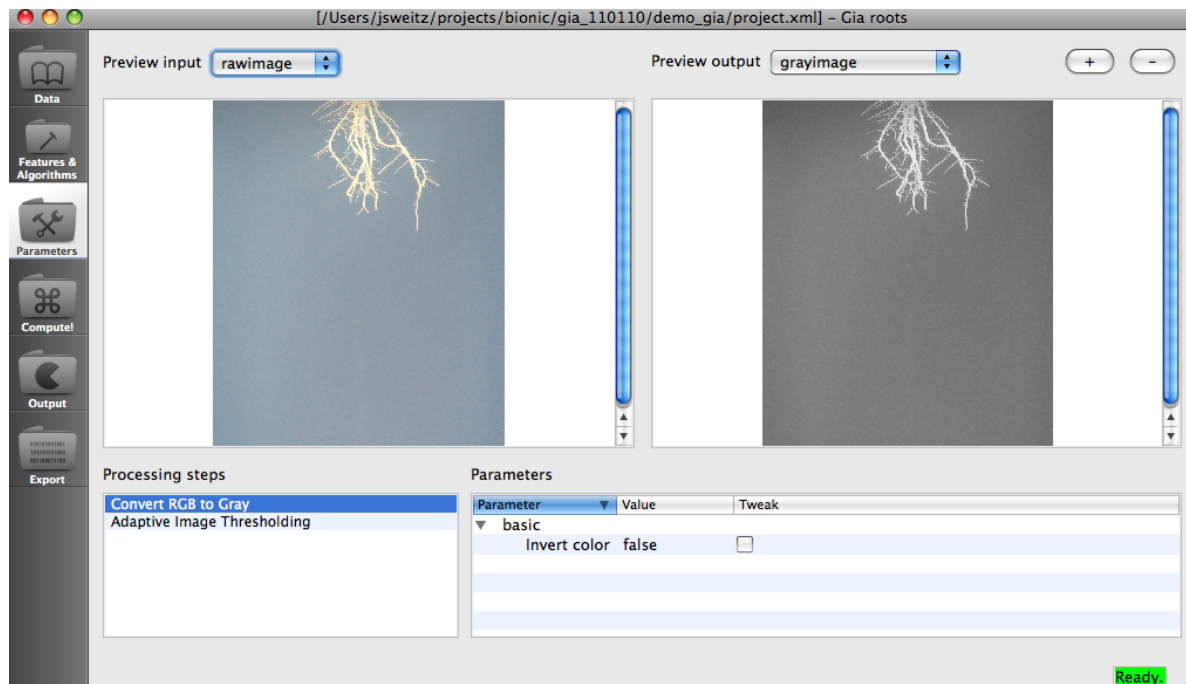 [/Users/jsweitz/projects/bionic/gia_110110/demo_gia/project.xml] – Gia roots
Data
Features &
Algorithms
Parameters
Compute!
Output
Export
Preview input rawimage
Preview output grayimage + -
Processing steps
Convert RGB to Gray
Adaptive Image Thresholding
Parameters
Parameter Value Tweak
basic
Invert color false
Ready.